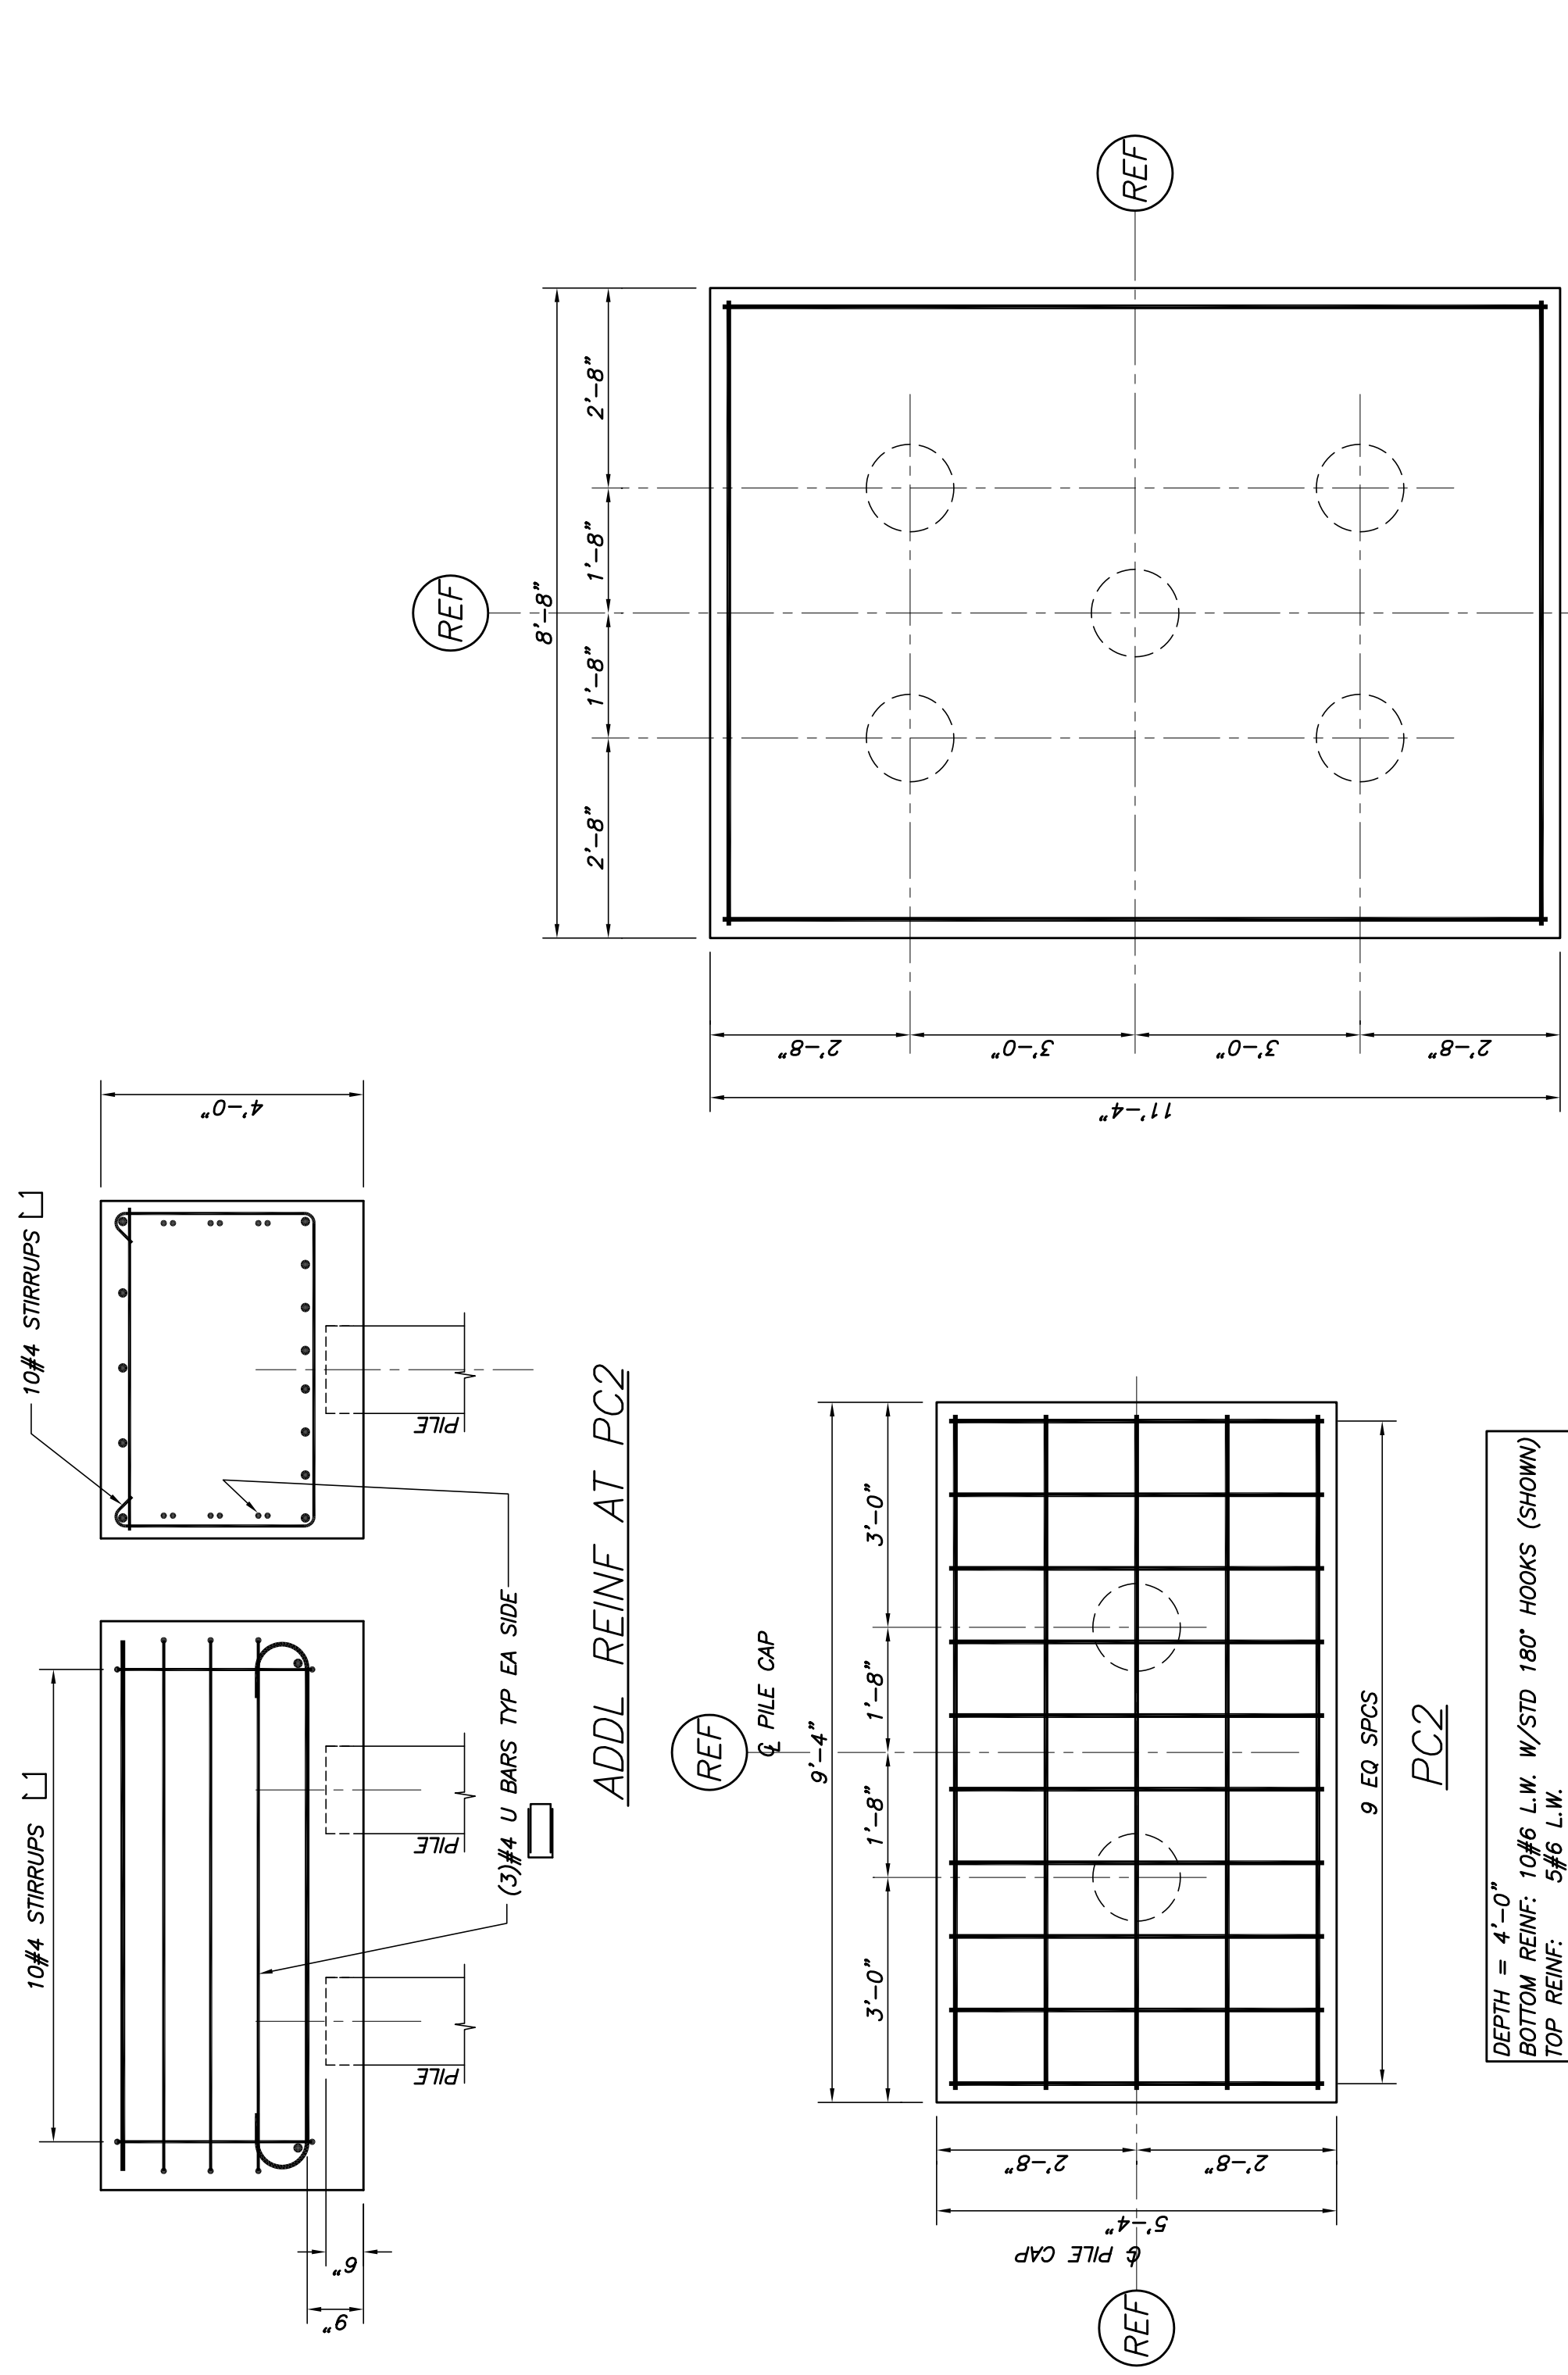 10#4 STIRRUPS
10#4 STIRRUPS
4'-0"
PILE
PILE
PILE
6"
9"
(3)#4 U BARS TYP EA SIDE
ADDL REINF AT PC2
REF
℄ PILE CAP
9'-4"
3'-0"
1'-8"
1'-8"
3'-0"
2'-8"
2'-8"
5'-4"
℄ PILE CAP
REF
9 EQ SPCS
PC2
DEPTH = 4'-0"
BOTTOM REINF: 10#6 L.W. W/STD 180° HOOKS (SHOWN)
TOP REINF: 5#6 L.W.
REF
8'-8"
2'-8"
1'-8"
1'-8"
2'-8"
REF
2'-8"
3'-0"
3'-0"
2'-8"
11'-4"